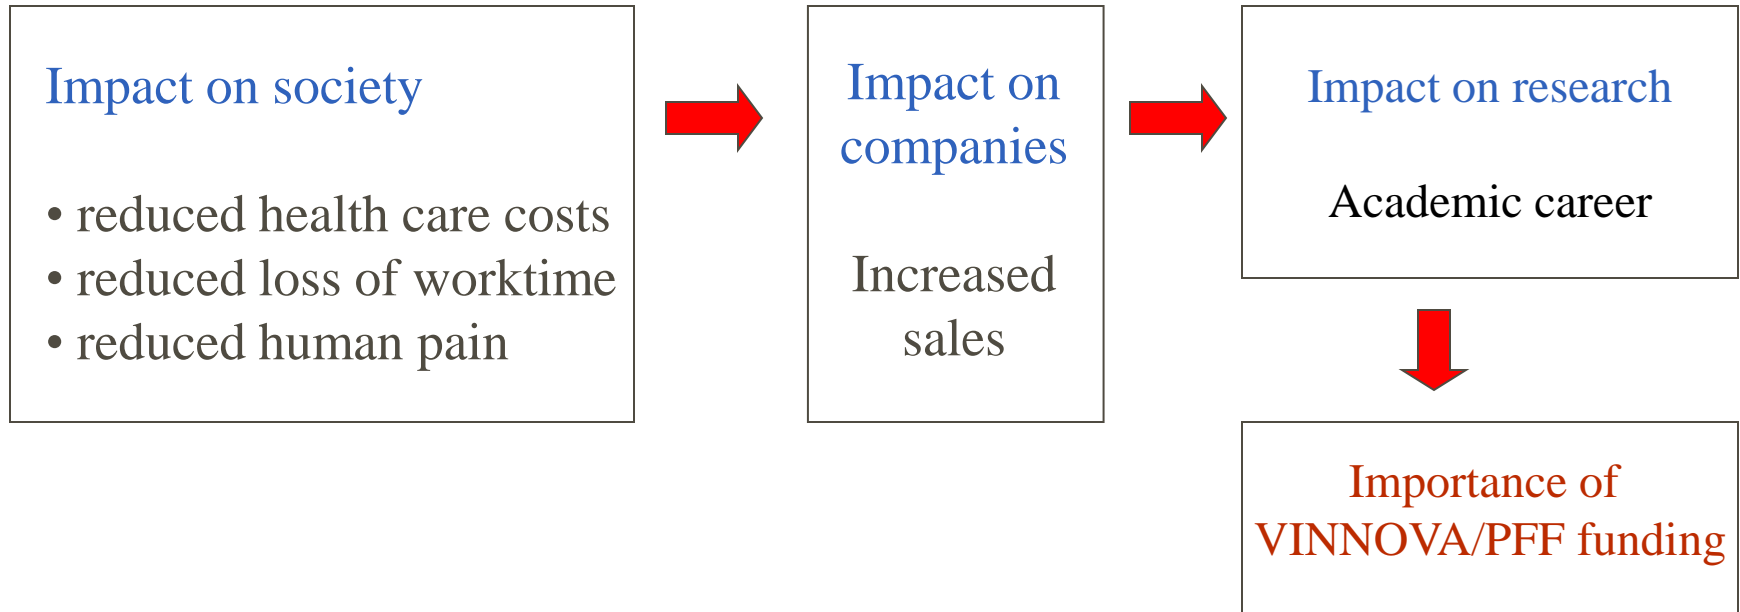 Impact on society
• reduced health care costs
• reduced loss of worktime
• reduced human pain
Impact on
companies
Increased
sales
Impact on research
Academic career
Importance of
VINNOVA/PFF funding